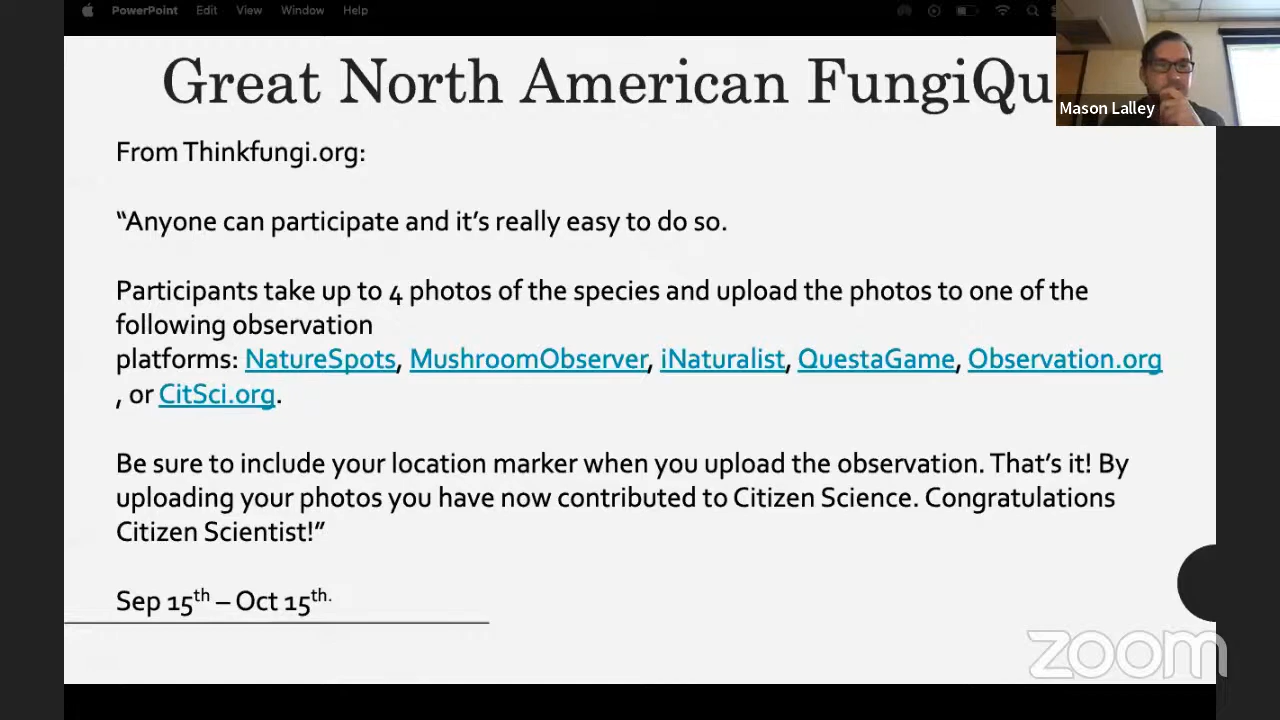 PowerPoint Edit View Window Help
Great North American FungiQu
Mason Lalley
From Thinkfungi.org:
“Anyone can participate and it’s really easy to do so.
Participants take up to 4 photos of the species and upload the photos to one of the
following observation
platforms: NatureSpots, MushroomObserver, iNaturalist, QuestaGame, Observation.org
, or CitSci.org.
Be sure to include your location marker when you upload the observation. That’s it! By
uploading your photos you have now contributed to Citizen Science. Congratulations
Citizen Scientist!”
Sep 15th – Oct 15th.
zoom